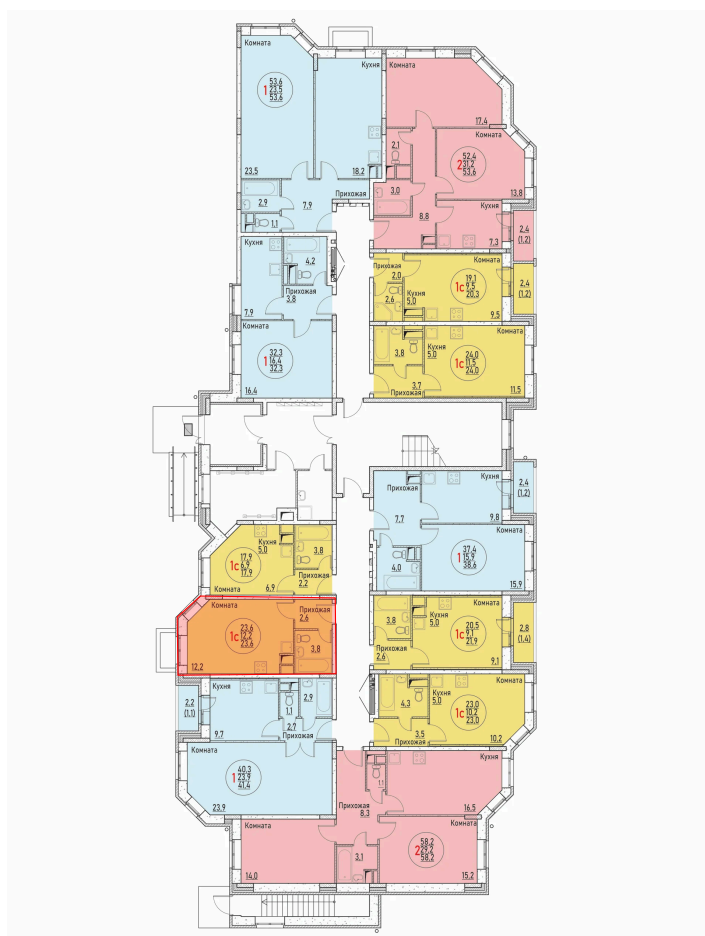 Комната
1
53,6
23,5
53,6
23,5
Кухня
18,2
2,9
1,1
7,9
Прихожая
Комната
17,4
2,1
Комната
2
52,4
31,2
53,6
13,8
3,0
8,8
Кухня
7,3
2,4
(1,2)
Кухня
7,9
4,2
Прихожая
3,8
Комната
1
32,3
16,4
32,3
16,4
Прихожая
2,0
2,6
Кухня
5,0
Комната
1с
19,1
9,5
20,3
9,5
2,4
(1,2)
3,8
Кухня
5,0
Комната
1с
24,0
11,5
24,0
11,5
3,7
Прихожая
Прихожая
7,7
Кухня
9,8
2,4
(1,2)
4,0
1
37,4
15,9
38,6
Комната
15,9
1с
17,9
6,9
17,9
Кухня
5,0
3,8
Прихожая
2,2
Комната
6,9
Комната
1с
23,6
12,2
23,6
12,2
Прихожая
2,6
3,8
3,8
Кухня
5,0
Комната
1с
20,5
9,1
21,9
9,1
Прихожая
2,6
2,8
(1,4)
2,2
(1,1)
Кухня
9,7
1,1
2,9
2,7
Прихожая
Комната
1
40,3
23,9
41,4
23,9
4,3
Кухня
5,0
Комната
1с
23,0
10,2
23,0
10,2
3,5
Прихожая
Прихожая
8,3
Кухня
16,5
Комната
14,0
3,1
Комната
2
58,2
29,2
58,2
15,2